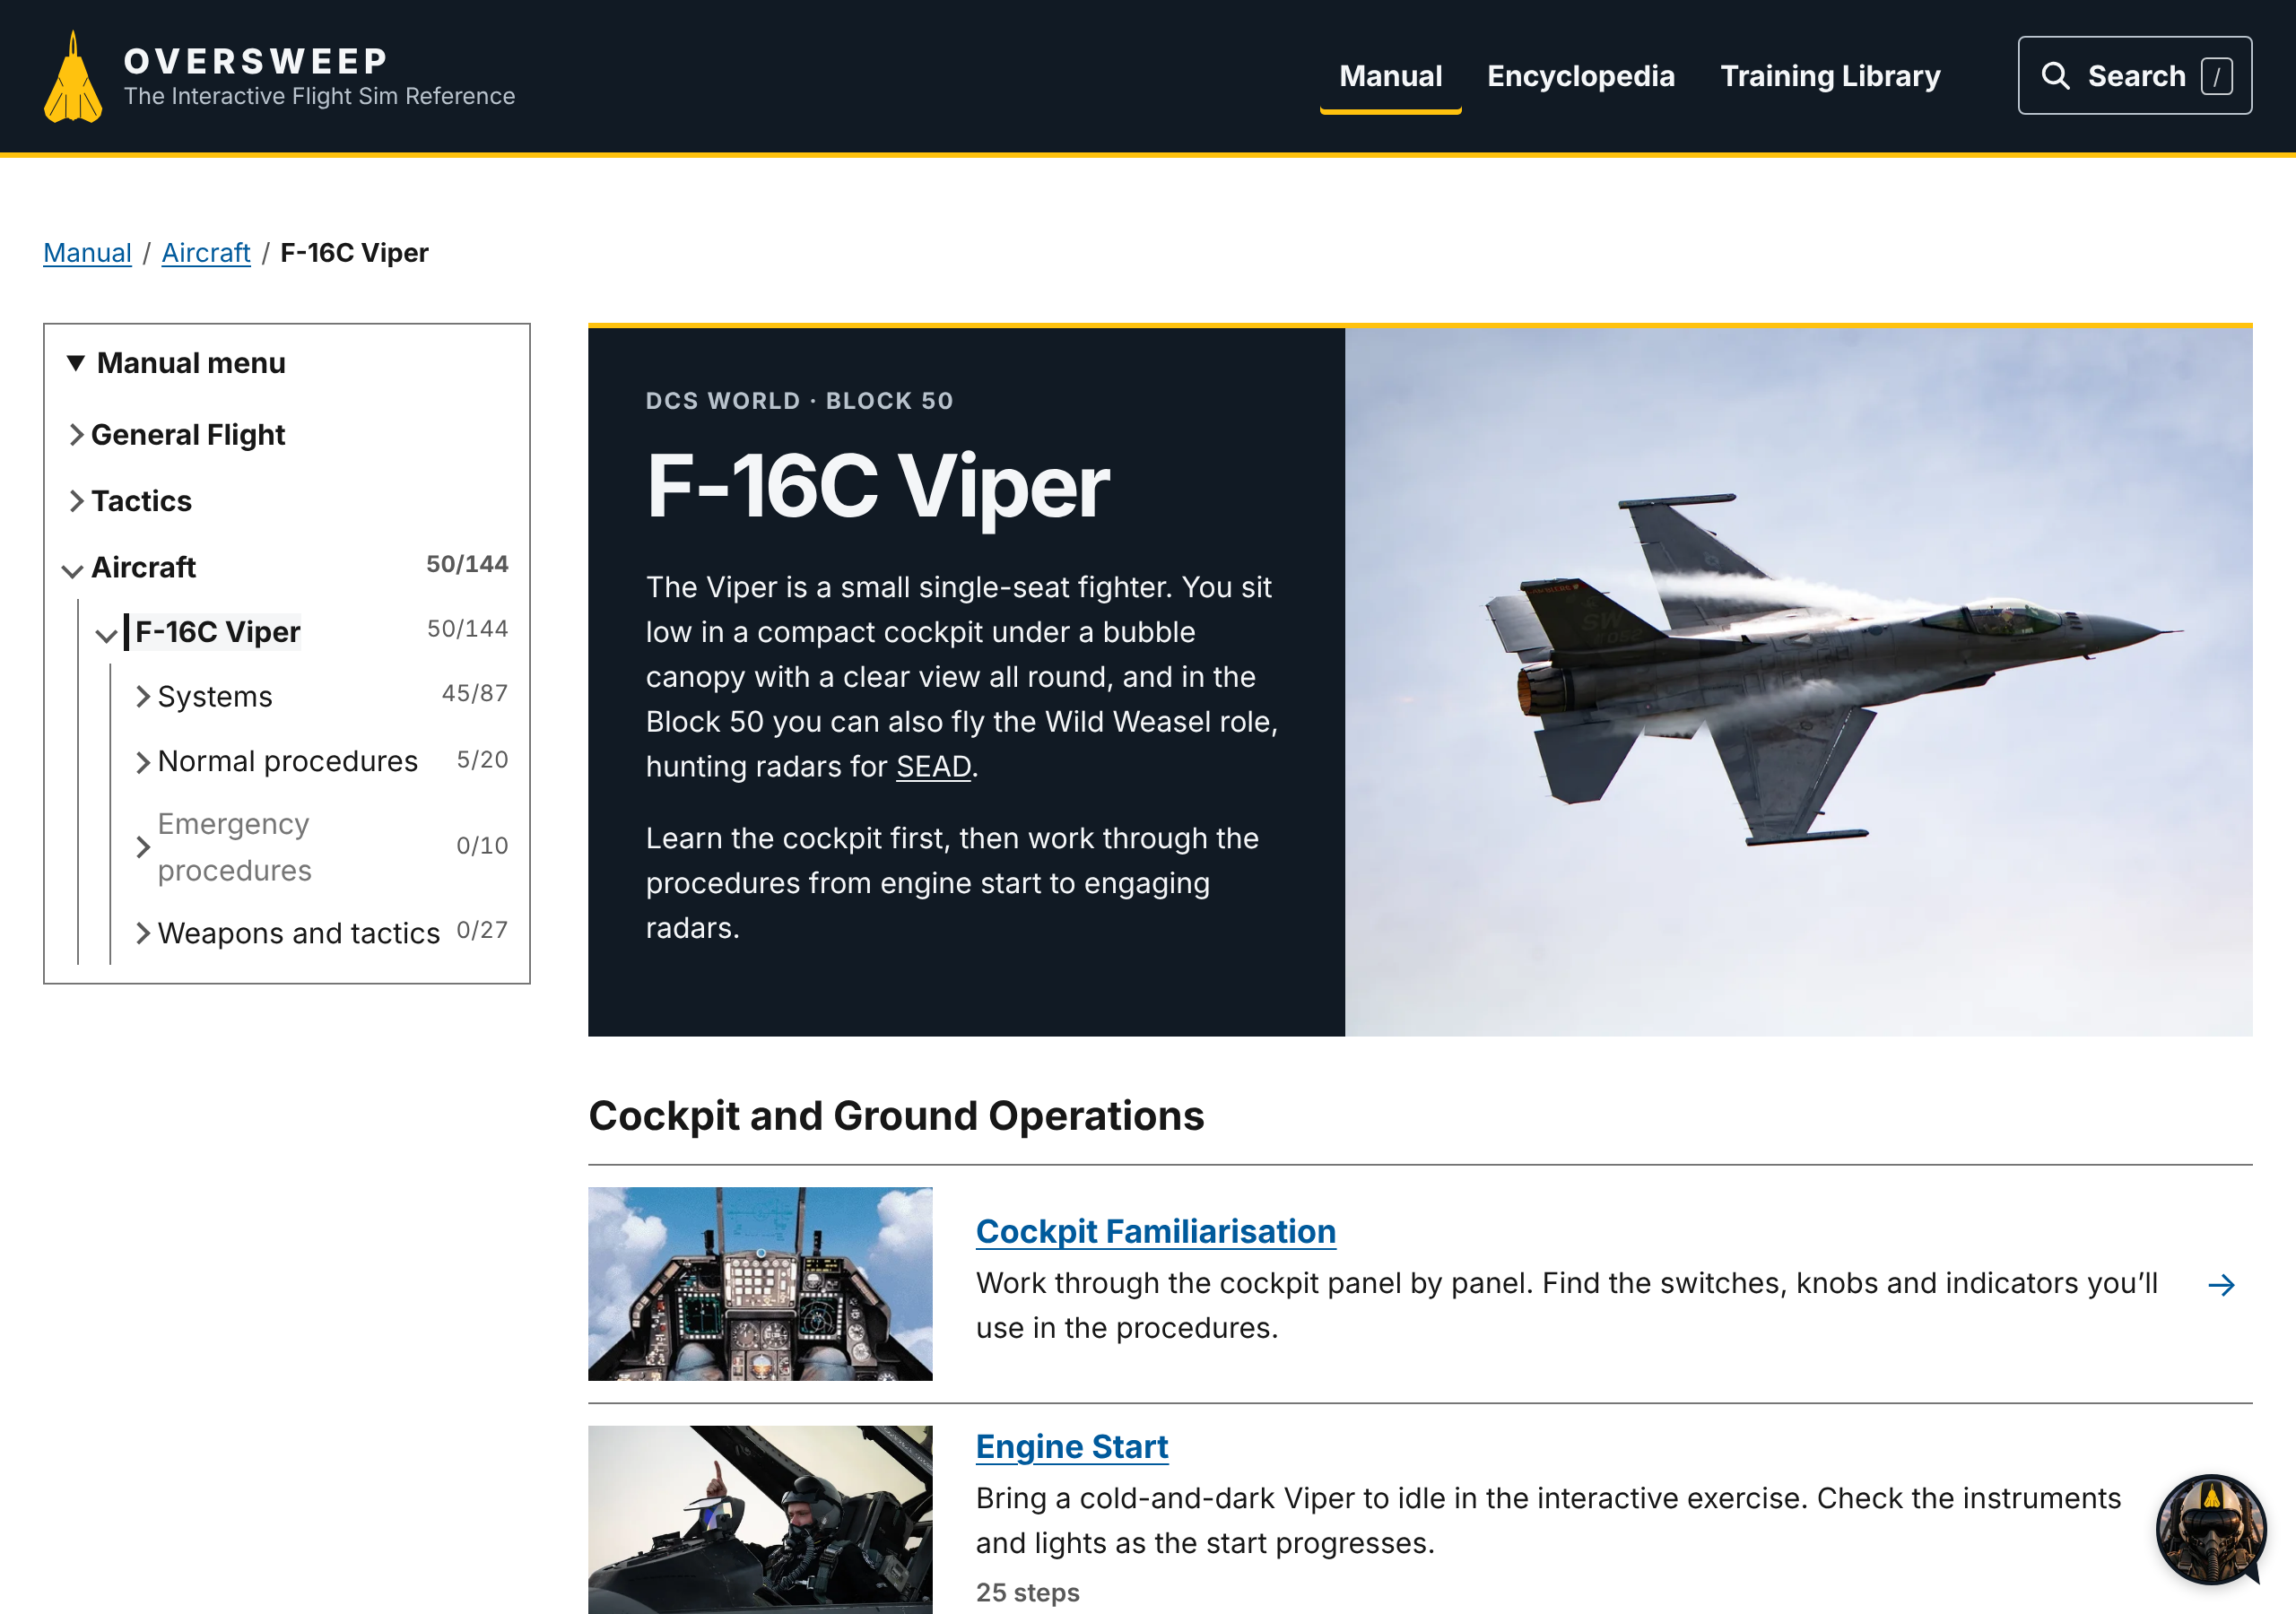 OVERSWEEP
The Interactive Flight Sim Reference
Manual
Encyclopedia
Training Library
Search /
Manual / Aircraft / F-16C Viper
Manual menu
General Flight
Tactics
Aircraft 50/144
F-16C Viper 50/144
Systems 45/87
Normal procedures 5/20
Emergency
procedures 0/10
Weapons and tactics 0/27
DCS WORLD · BLOCK 50
F-16C Viper
The Viper is a small single-seat fighter. You sit
low in a compact cockpit under a bubble
canopy with a clear view all round, and in the
Block 50 you can also fly the Wild Weasel role,
hunting radars for SEAD.
Learn the cockpit first, then work through the
procedures from engine start to engaging
radars.
SW
Cockpit and Ground Operations
Cockpit Familiarisation
Work through the cockpit panel by panel. Find the switches, knobs and indicators you’ll
use in the procedures.
Engine Start
Bring a cold-and-dark Viper to idle in the interactive exercise. Check the instruments
and lights as the start progresses.
25 steps